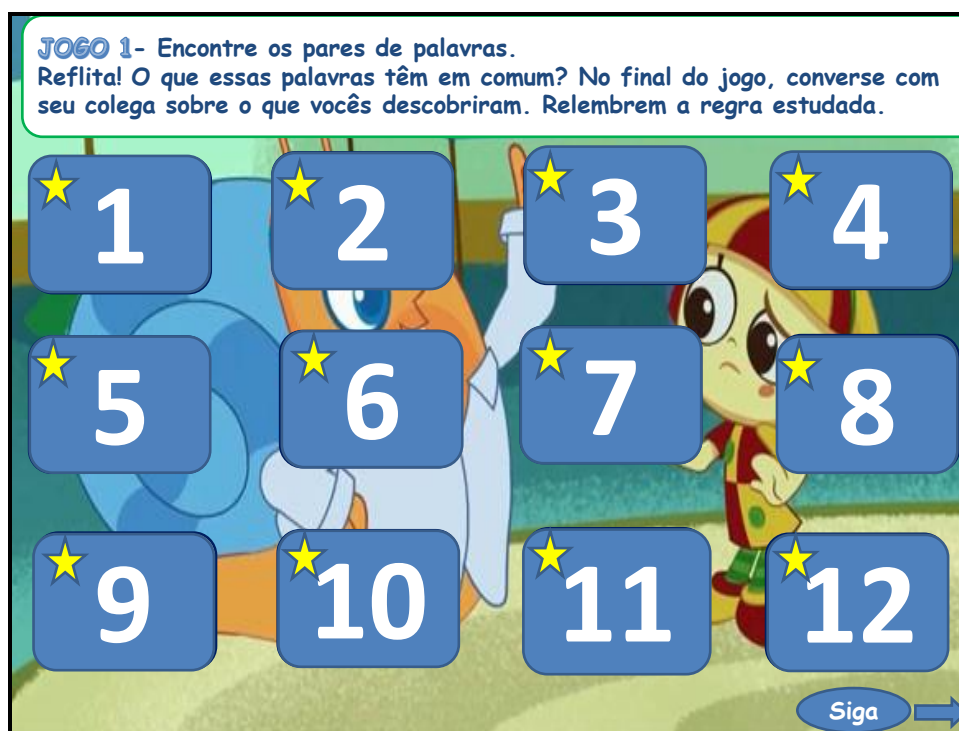 JOGO 1- Encontre os pares de palavras.
Reflita! O que essas palavras têm em comum? No final do jogo, converse com
seu colega sobre o que vocês descobriram. Relembrem a regra estudada.
1 2 3 4
5 6 7 8
9 10 11 12
Siga